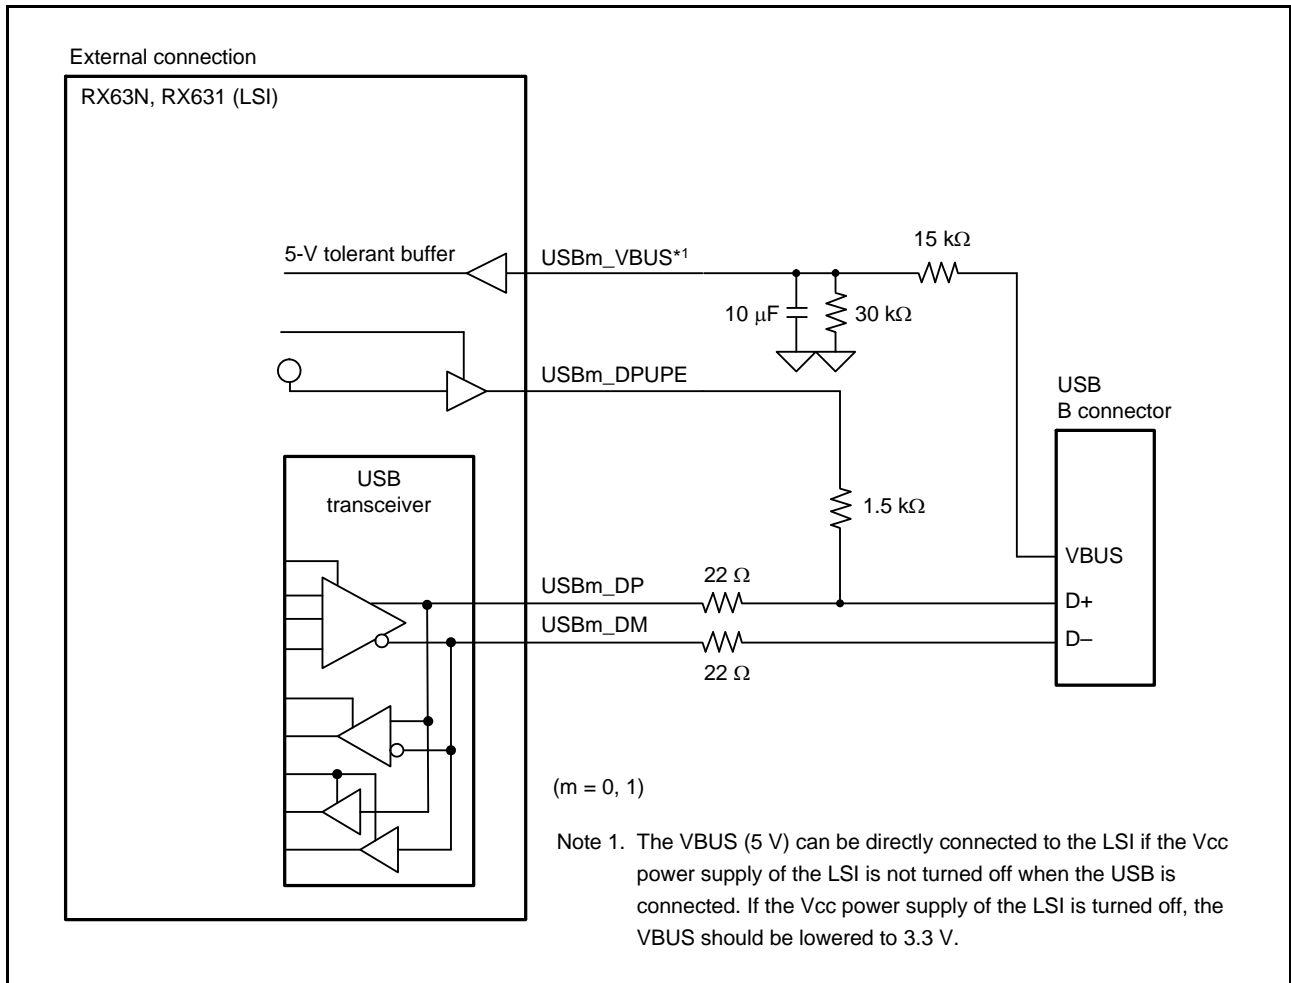 External connection
RX63N, RX631 (LSI)
15 kΩ
5-V tolerant buffer
USBm_VBUS*1
10 μF
30 kΩ
USBm_DPUPE
USB
B connector
USB
transceiver
1.5 kΩ
VBUS
22 Ω
USBm_DP
D+
USBm_DM
D–
22 Ω
(m = 0, 1)
Note 1. The VBUS (5 V) can be directly connected to the LSI if the Vcc
power supply of the LSI is not turned off when the USB is
connected. If the Vcc power supply of the LSI is turned off, the
VBUS should be lowered to 3.3 V.